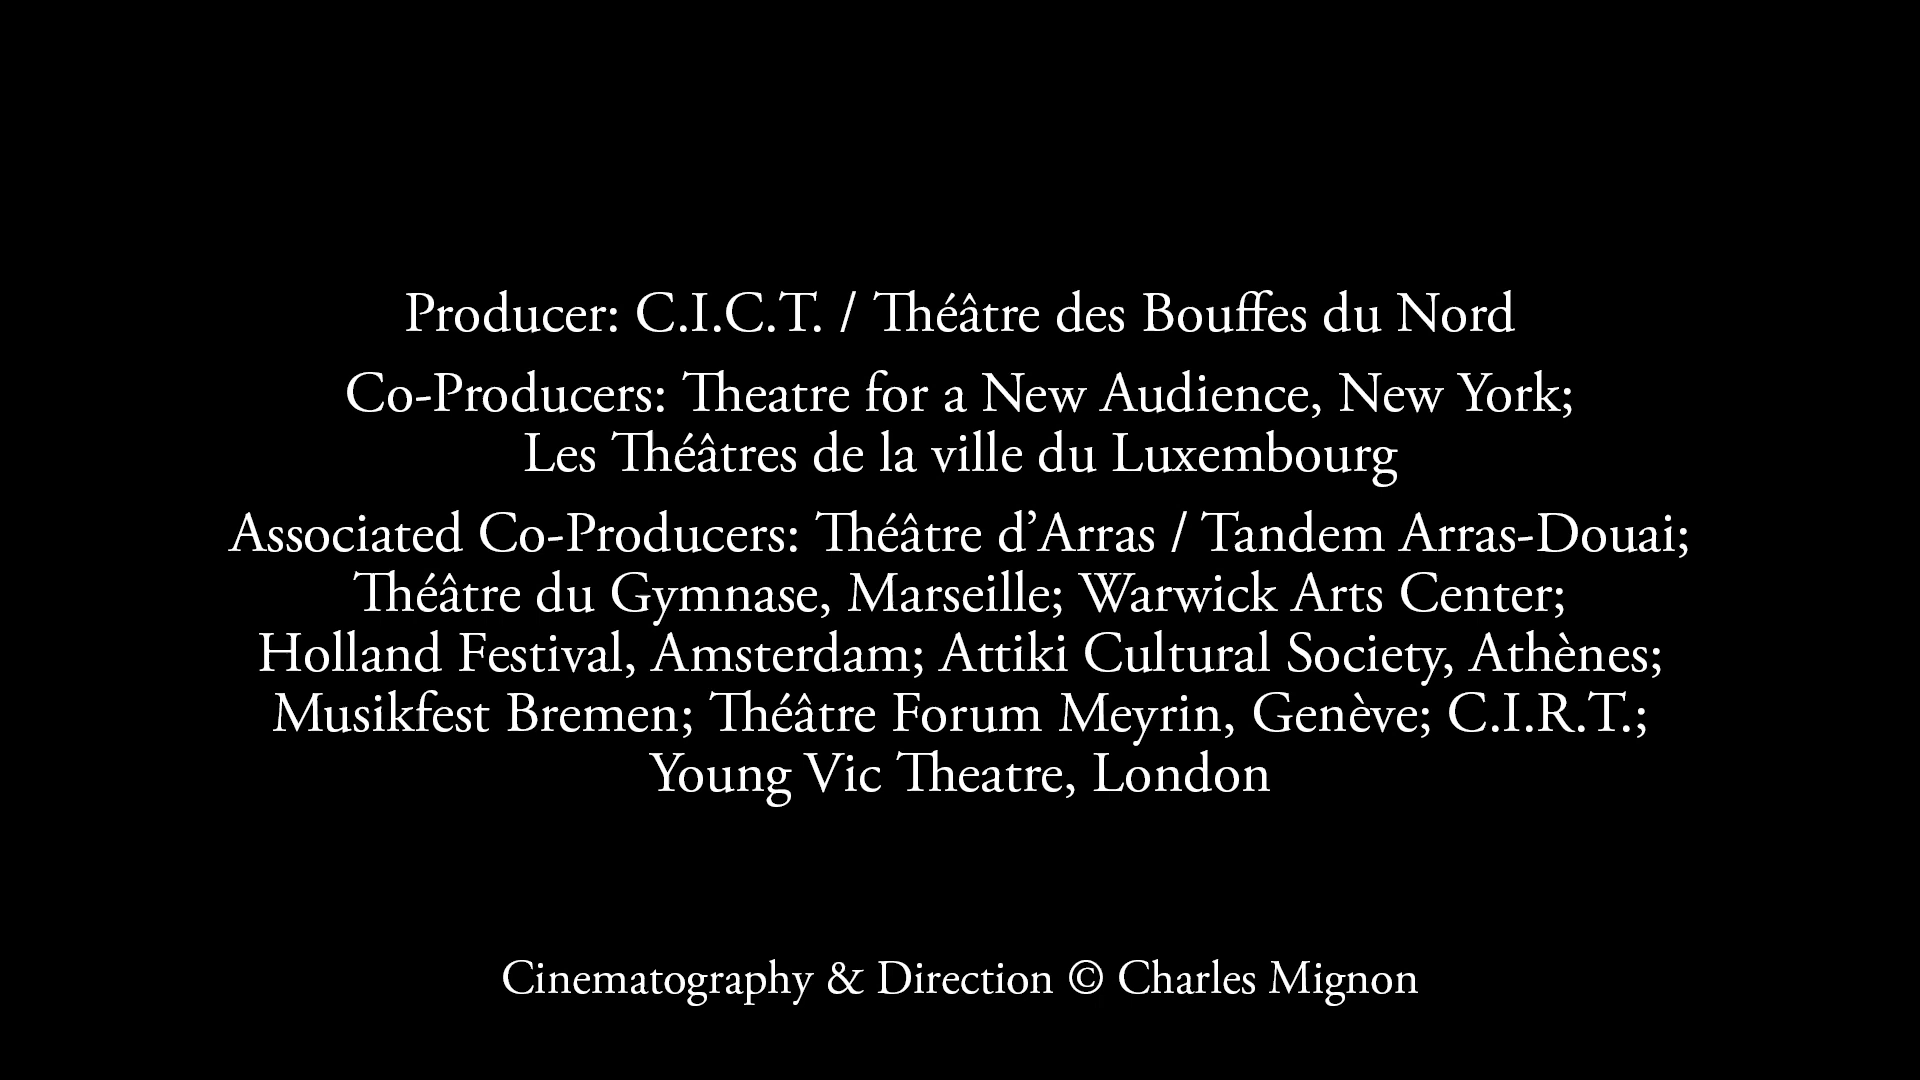 Producer: C.I.C.T. / Théâtre des Bouffes du Nord
Co-Producers: Theatre for a New Audience, New York;
Les Théâtres de la ville du Luxembourg
Associated Co-Producers: Théâtre d’Arras / Tandem Arras-Douai;
Théâtre du Gymnase, Marseille; Warwick Arts Center;
Holland Festival, Amsterdam; Attiki Cultural Society, Athènes;
Musikfest Bremen; Théâtre Forum Meyrin, Genève; C.I.R.T.;
Young Vic Theatre, London
Cinematography & Direction © Charles Mignon